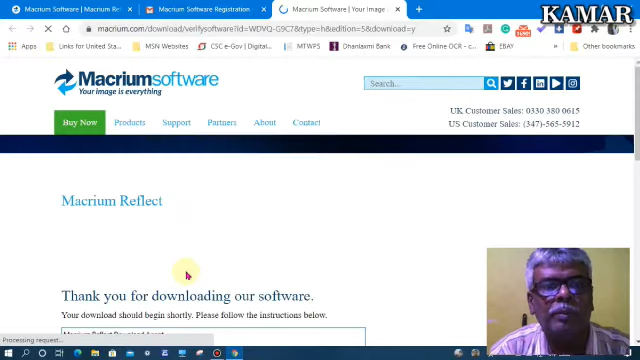 Macrium Software | Macrium Ref
Macrium Software Registration
Macrium Software | Your Image
KAMAR
macrium.com/download/verifysoftware?id=WDVQ-G9C7&type=h&edition=5&download=y
Apps
Links for United Sta
MSN Websites
CSC e-Gov | Digital
MTWPS
Dhanlaxmi Bank
Free Online OCR
EBAY
Other bookmarks
Macriumsoftware
Your image is everything
Search...
UK Customer Sales: 0330 380 0615
US Customer Sales: (347)-565-5912
Buy Now
Products
Support
Partners
About
Contact
Macrium Reflect
Thank you for downloading our software.
Your download should begin shortly. Please follow the instructions below.
Macrium Reflect Download Agent
Processing request...